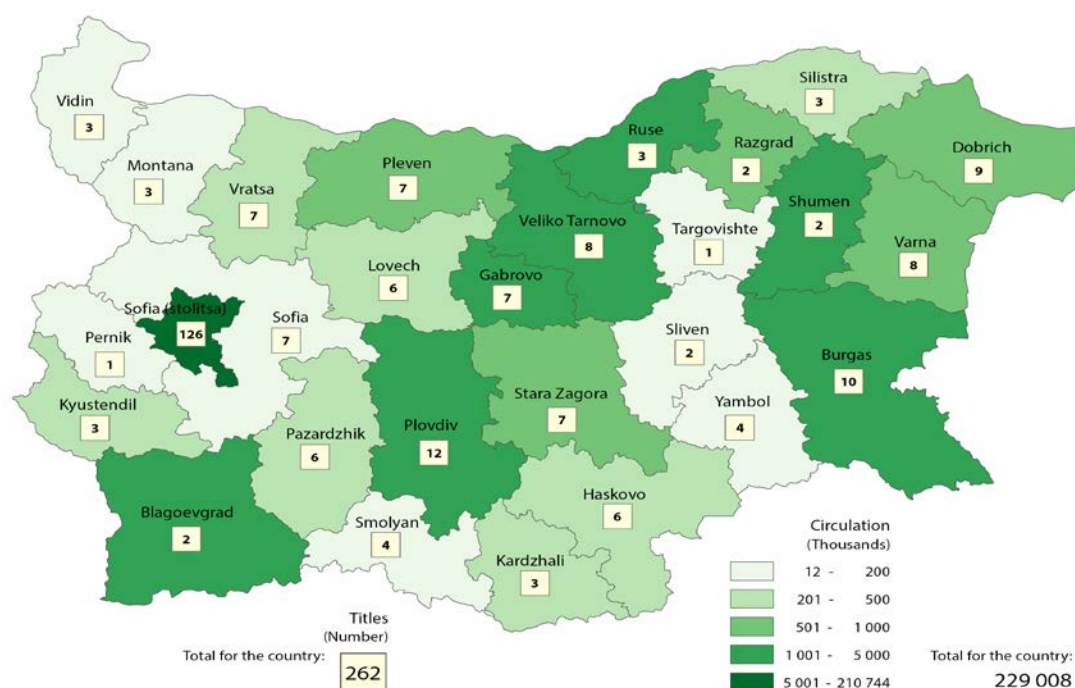 Vidin
3
Montana
3
Vratsa
7
Pleven
7
Lovech
6
Veliko Tarnovo
8
Gabrovo
7
Ruse
3
Razgrad
2
Silistra
3
Dobrich
9
Shumen
2
Varna
8
Targovishte
1
Sofia (stolitsa)
126
Sofia
7
Pernik
1
Kyustendil
3
Blagoevgrad
2
Pazardzhik
6
Plovdiv
12
Stara Zagora
7
Sliven
2
Yambol
4
Burgas
10
Smolyan
4
Kardzhali
3
Haskovo
6
Titles
(Number)
Total for the country:
262
Circulation
(Thousands)
12 - 200
201 - 500
501 - 1 000
1 001 - 5 000
5 001 - 210 744
Total for the country:
229 008